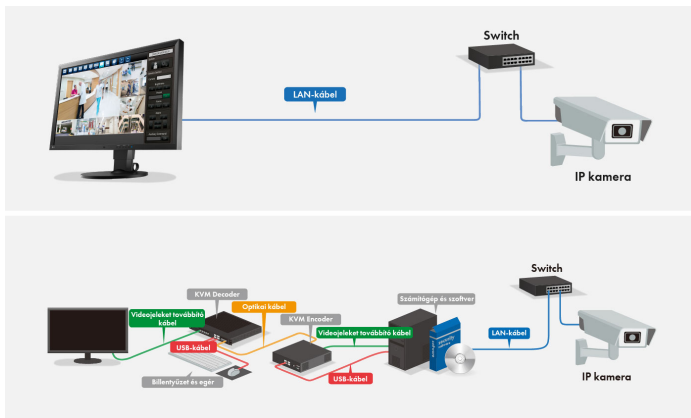 Switch
LAN-kábel
IP kamera
Switch
KVM Decoder
Számítógép és szoftver
Optikai kábel
Videojeleket továbbító
kábel
KVM Encoder
Videojeleket továbbító kábel
LAN-kábel
USB-kábel
IP kamera
USB-kábel
Billentyűzet és egér